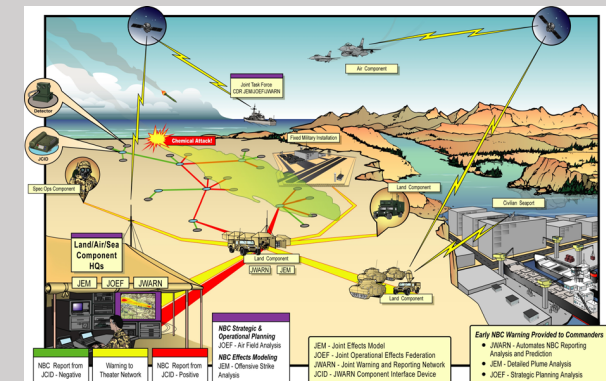 Air Component
Joint Task Force
CDR JEM/JOEF/JWARN
Detector
JCID
Chemical Attack!
Fixed Military Installation
Spec Ops Component
Land Component
Civilian Seaport
Land/Air/Sea
Component
HQs
Land Component
JWARN
JEM
JEM
JOEF
JWARN
Land Component
NBC Report from
JCID - Negative
Warning to
Theater Network
NBC Report from
JCID - Positive
NBC Strategic &
Operational Planning
JOEF - Air Field Analysis
NBC Effects Modeling
JEM - Offensive Strike
Analysis
JEM - Joint Effects Model
JOEF - Joint Operational Effects Federation
JWARN - Joint Warning and Reporting Network
JCID - JWARN Component Interface Device
Early NBC Warning Provided to Commanders
• JWARN - Automates NBC Reporting
Analysis and Prediction
• JEM - Detailed Plume Analysis
• JOEF - Strategic Planning Analysis